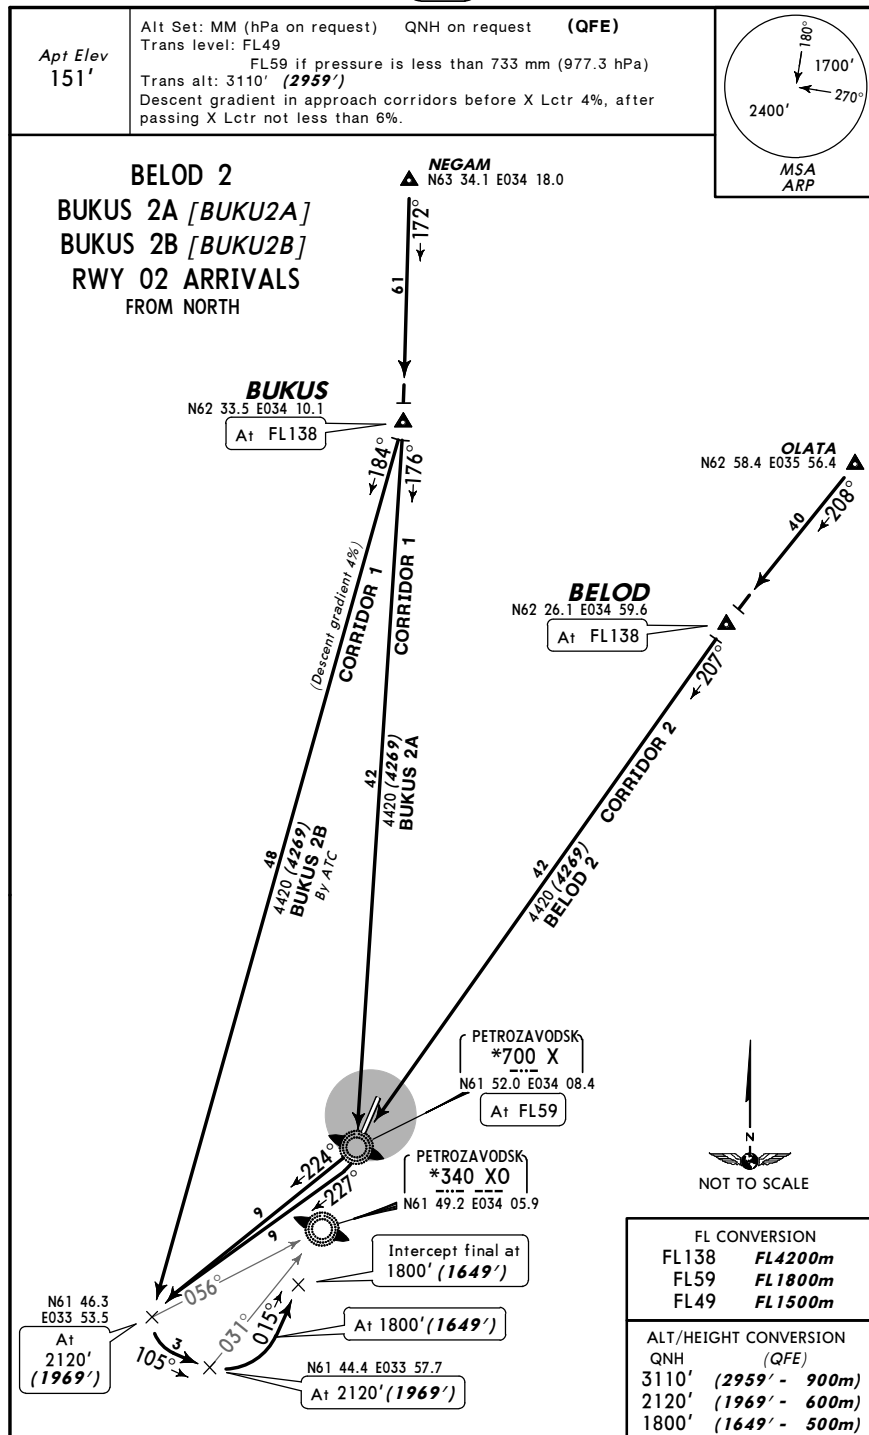 Apt Elev
151'
Alt Set: MM (hPa on request) QNH on request (QFE)
Trans level: FL49
FL59 if pressure is less than 733 mm (977.3 hPa)
Trans alt: 3110' (2959')
Descent gradient in approach corridors before X Lctr 4%, after
passing X Lctr not less than 6%.
180°
1700'
270°
2400'
MSA
ARP
BELOD 2
BUKUS 2A [BUKU2A]
BUKUS 2B [BUKU2B]
RWY 02 ARRIVALS
FROM NORTH
NEGAM
N63 34.1 E034 18.0
172°
61
BUKUS
N62 33.5 E034 10.1
At FL138
184°
176°
OLATA
N62 58.4 E035 56.4
208°
40
BELOD
N62 26.1 E034 59.6
At FL138
207°
(Descent gradient 4%)
CORRIDOR 1
CORRIDOR 1
CORRIDOR 2
42
4420 (4269)
BUKUS 2A
48
4420 (4269)
BUKUS 2B
By ATC
42
4420 (4269)
BELOD 2
PETROZAVODSK
*700 X
N61 52.0 E034 08.4
At FL59
224°
227°
9
9
PETROZAVODSK
*340 XO
N61 49.2 E034 05.9
N
NOT TO SCALE
Intercept final at
1800' (1649')
056°
031°
015°
At 1800' (1649')
N61 46.3
E033 53.5
At
2120'
(1969')
3
105°
N61 44.4 E033 57.7
At 2120' (1969')
FL CONVERSION
FL138 FL4200m
FL59 FL1800m
FL49 FL1500m
ALT/HEIGHT CONVERSION
QNH (QFE)
3110' (2959' - 900m)
2120' (1969' - 600m)
1800' (1649' - 500m)